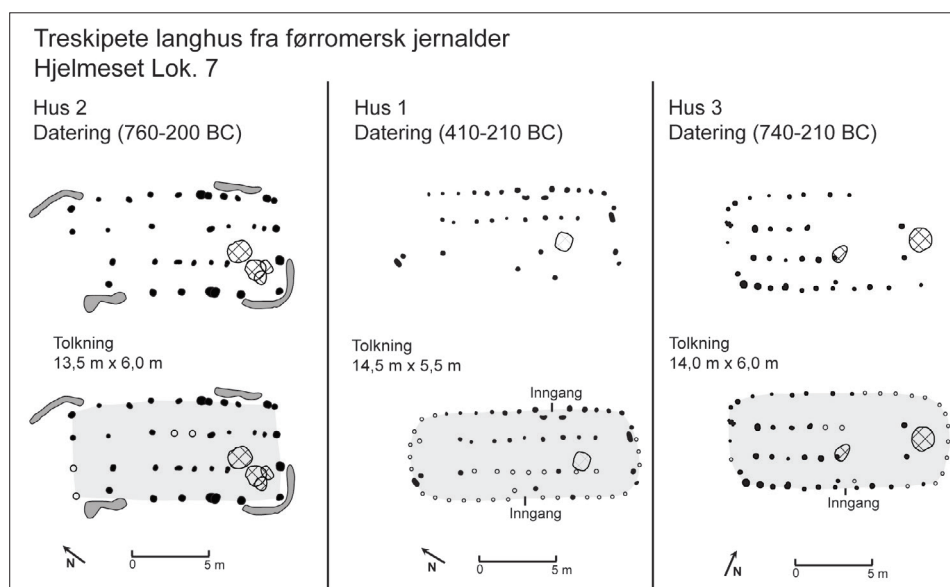 Treskipete langhus fra førromersk jernalder
Hjelmeset Lok. 7
Hus 2
Datering (760-200 BC)
Tolkning
13,5 m x 6,0 m
N
0
5 m
Hus 1
Datering (410-210 BC)
Tolkning
14,5 m x 5,5 m
Inngang
Inngang
N
0
5 m
Hus 3
Datering (740-210 BC)
Tolkning
14,0 m x 6,0 m
Inngang
N
0
5 m